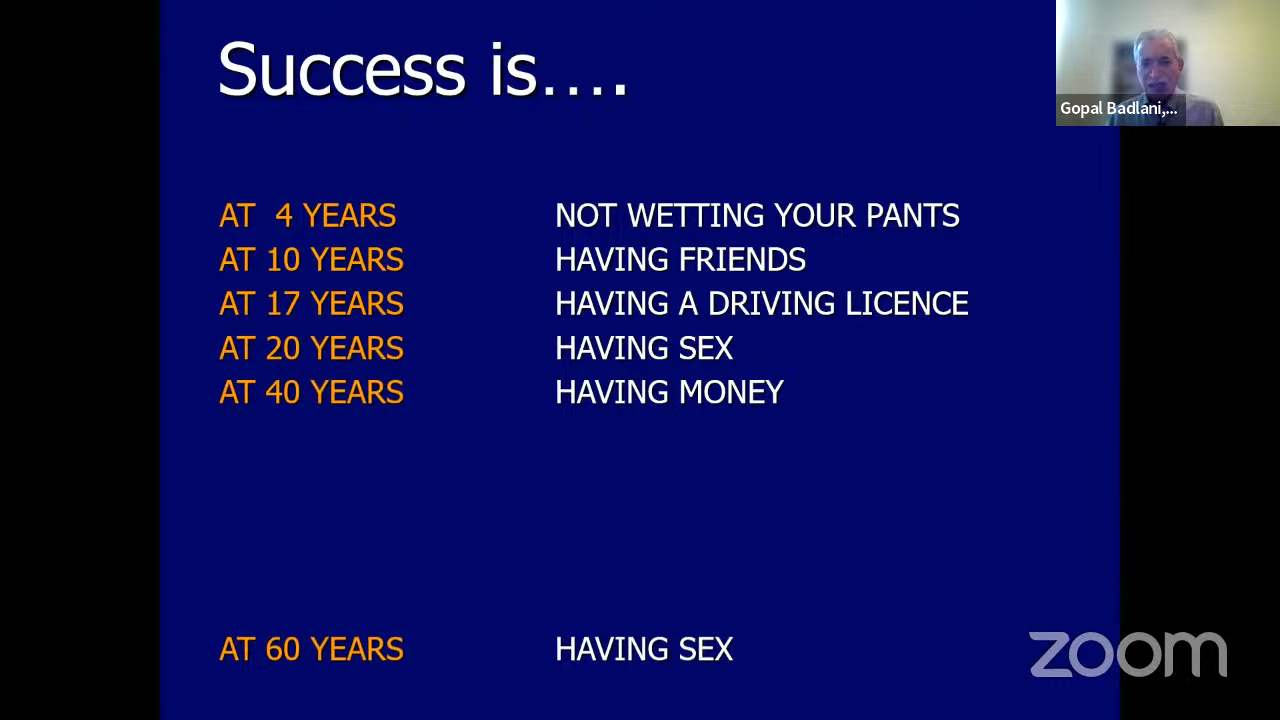 Success is….
Gopal Badlani,...
AT 4 YEARS NOT WETTING YOUR PANTS
AT 10 YEARS HAVING FRIENDS
AT 17 YEARS HAVING A DRIVING LICENCE
AT 20 YEARS HAVING SEX
AT 40 YEARS HAVING MONEY
AT 60 YEARS HAVING SEX
zoom